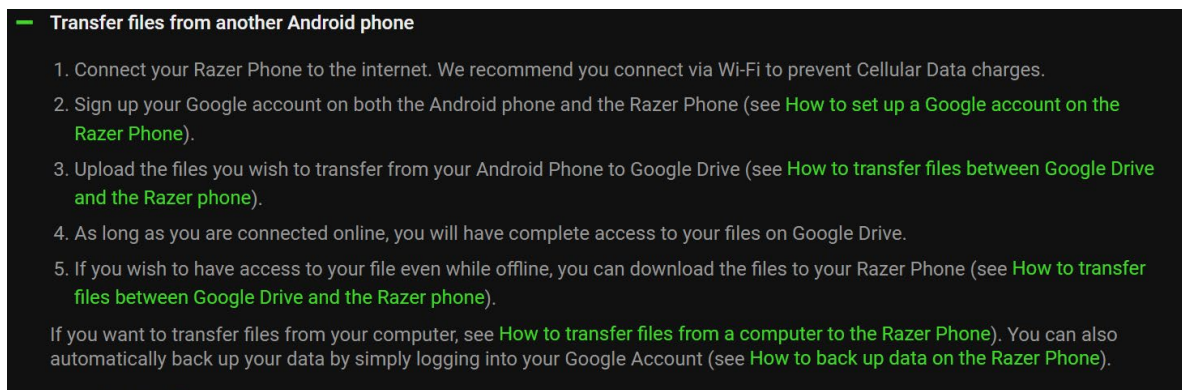 Transfer files from another Android phone
1. Connect your Razer Phone to the internet. We recommend you connect via Wi-Fi to prevent Cellular Data charges.
2. Sign up your Google account on both the Android phone and the Razer Phone (see How to set up a Google account on the
Razer Phone).
3. Upload the files you wish to transfer from your Android Phone to Google Drive (see How to transfer files between Google Drive
and the Razer phone).
4. As long as you are connected online, you will have complete access to your files on Google Drive.
5. If you wish to have access to your file even while offline, you can download the files to your Razer Phone (see How to transfer
files between Google Drive and the Razer phone).
If you want to transfer files from your computer, see How to transfer files from a computer to the Razer Phone). You can also
automatically back up your data by simply logging into your Google Account (see How to back up data on the Razer Phone).